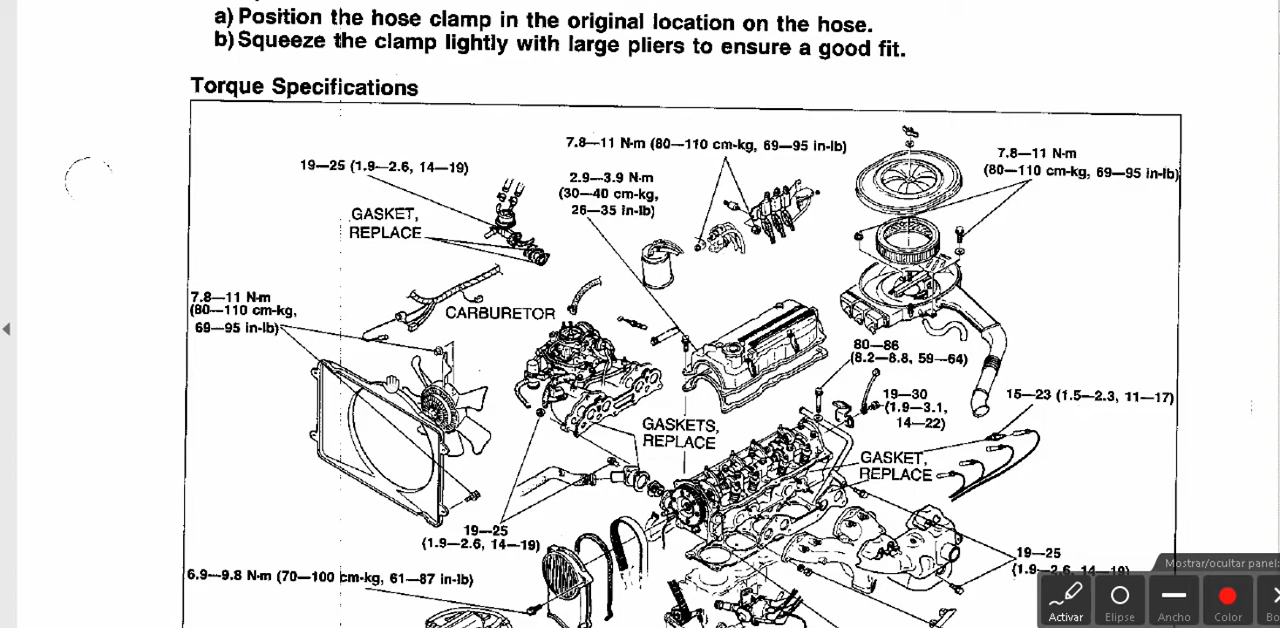 a) Position the hose clamp in the original location on the hose.
b) Squeeze the clamp lightly with large pliers to ensure a good fit.
Torque Specifications
7.8—11 N·m (80—110 cm-kg, 69—95 in-lb)
7.8—11 N·m
(80—110 cm-kg, 69—95 in-lb)
19—25 (1.9—2.6, 14—19)
2.9—3.9 N·m
(30—40 cm-kg,
26—35 in-lb)
GASKET,
REPLACE
7.8—11 N·m
(80—110 cm-kg,
69—95 in-lb)
CARBURETOR
80—86
(8.2—8.8, 59—64)
19—30
(1.9—3.1,
14—22)
15—23 (1.5—2.3, 11—17)
GASKETS,
REPLACE
GASKET,
REPLACE
19—25
(1.9—2.6, 14—19)
19—25
(1.9—2.6, 14—19)
6.9—9.8 N·m (70—100 cm-kg, 61—87 in-lb)
Mostrar/ocultar panel:
Activar
Elipse
Ancho
Color
Bo